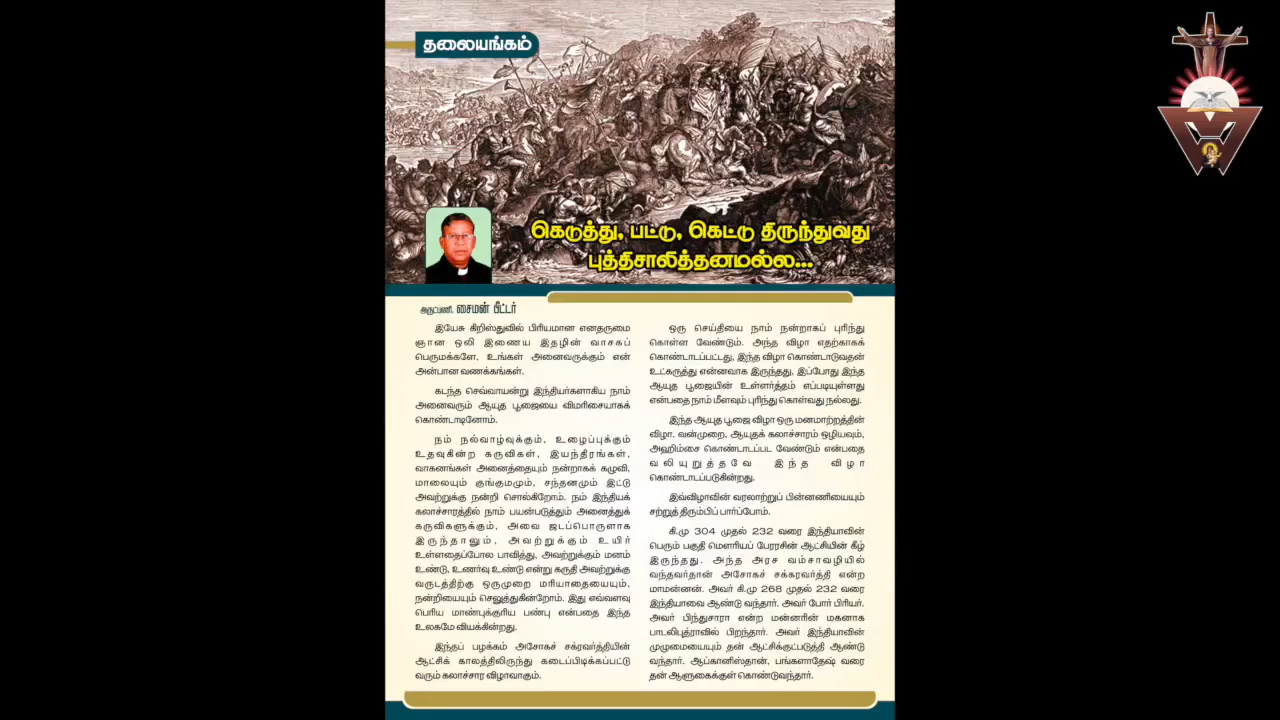 தலையங்கம்
கெடுத்து, பட்டு, கெட்டு திருந்துவது
புத்திசாலித்தனமல்ல...
அருட்பணி. சைமன் பீட்டர்
இயேசு கிறிஸ்துவில் பிரியமான எனதருமை
ஞான ஒலி இணைய இதழின் வாசகப்
பெருமக்களே, உங்கள் அனைவருக்கும் என்
அன்பான வணக்கங்கள்.
கடந்த செவ்வாயன்று இந்தியர்களாகிய நாம்
அனைவரும் ஆயுத பூஜையை விமரிசையாகக்
கொண்டாடினோம்.
நம் நல்வாழ்வுக்கும், உழைப்புக்கும்
உதவுகின்ற கருவிகள், இயந்திரங்கள்,
வாகனங்கள் அனைத்தையும் நன்றாகக் கழுவி,
மாலையும் குங்குமமும், சந்தனமும் இட்டு
அவற்றுக்கு நன்றி சொல்கிறோம். நம் இந்தியக்
கலாச்சாரத்தில் நாம் பயன்படுத்தும் அனைத்துக்
கருவிகளுக்கும், அவை ஜடப்பொருளாக
இருந்தாலும், அவற்றுக்கும் உயிர்
உள்ளதைப்போல பாவித்து, அவற்றுக்கும் மனம்
உண்டு, உணர்வு உண்டு என்று கருதி அவற்றுக்கு
வருடத்திற்கு ஒருமுறை மரியாதையையும்,
நன்றியையும் செலுத்துகின்றோம். இது எவ்வளவு
பெரிய மாண்புக்குரிய பண்பு என்பதை இந்த
உலகமே வியக்கின்றது.
இந்தப் பழக்கம் அசோகச் சக்ரவர்த்தியின்
ஆட்சிக் காலத்திலிருந்து கடைப்பிடிக்கப்பட்டு
வரும் கலாச்சார விழாவாகும்.
ஒரு செய்தியை நாம் நன்றாகப் புரிந்து
கொள்ள வேண்டும். அந்த விழா எதற்காகக்
கொண்டாடப்பட்டது, இந்த விழா கொண்டாடுவதன்
உட்கருத்து என்னவாக இருந்தது, இப்போது இந்த
ஆயுத பூஜையின் உள்ளர்த்தம் எப்படியுள்ளது
என்பதை நாம் மீளவும் புரிந்து கொள்வது நல்லது.
இந்த ஆயுத பூஜை விழா ஒரு மனமாற்றத்தின்
விழா. வன்முறை, ஆயுதக் கலாச்சாரம் ஒழியவும்,
அஹிம்சை கொண்டாடப்பட வேண்டும் என்பதை
வலியுறுத்தவே இந்த விழா
கொண்டாடப்படுகின்றது.
இவ்விழாவின் வரலாற்றுப் பின்னணியையும்
சற்றுத் திரும்பிப் பார்ப்போம்.
கி.மு 304 முதல் 232 வரை இந்தியாவின்
பெரும் பகுதி மௌரியப் பேரரசின் ஆட்சியின் கீழ்
இருந்தது. அந்த அரச வம்சாவழியில்
வந்தவர்தான் அசோகச் சக்கரவர்த்தி என்ற
மாமன்னன். அவர் கி.மு 268 முதல் 232 வரை
இந்தியாவை ஆண்டு வந்தார். அவர் போர் பிரியர்.
அவர் பிந்துசாரா என்ற மன்னரின் மகனாக
பாடலிபுத்ராவில் பிறந்தார். அவர் இந்தியாவின்
முழுமையையும் தன் ஆட்சிக்குட்படுத்தி ஆண்டு
வந்தார். ஆப்கானிஸ்தான், பங்களாதேஷ் வரை
தன் ஆளுகைக்குள் கொண்டுவந்தார்.